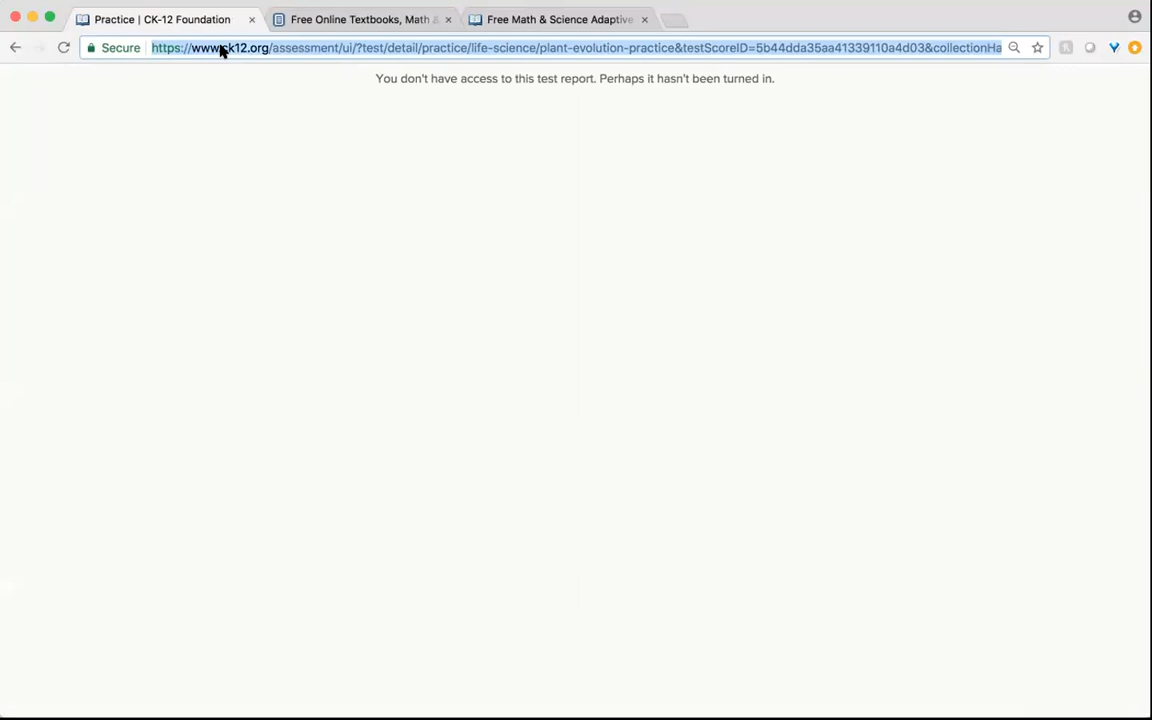 Practice | CK-12 Foundation
Free Online Textbooks, Math &
Free Math & Science Adaptive
Secure
https://www.ck12.org/assessment/ui/?test/detail/practice/life-science/plant-evolution-practice&testScoreID=5b44dda35aa41339110a4d03&collectionHa
You don't have access to this test report. Perhaps it hasn't been turned in.